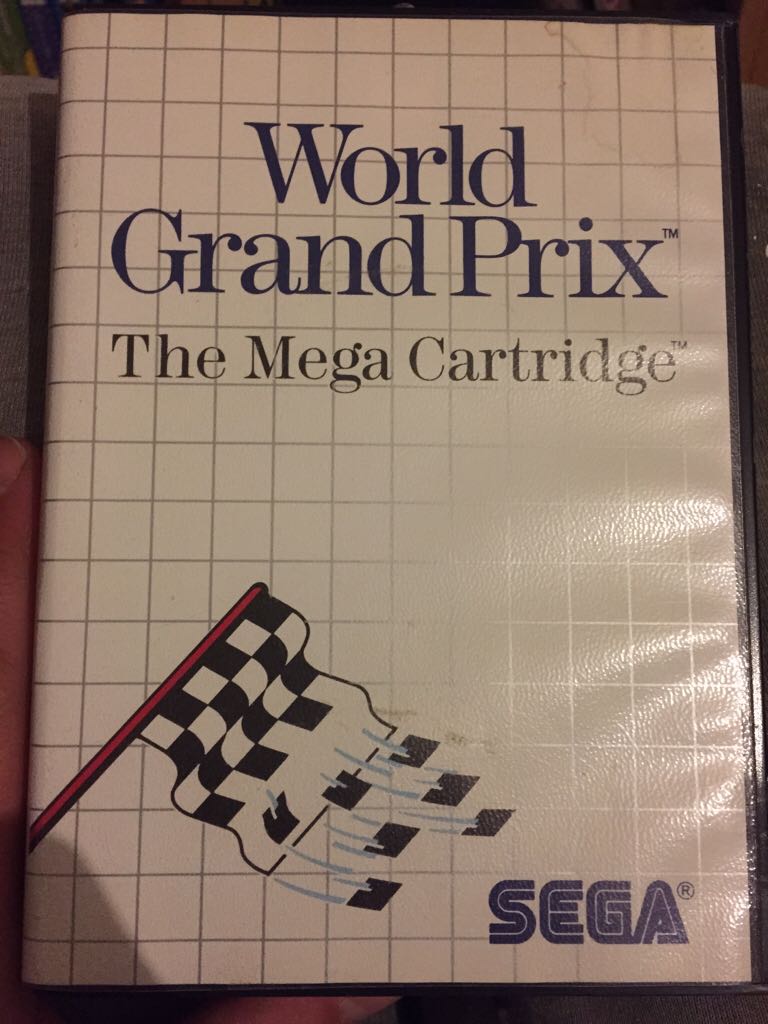 World
Grand Prix™
The Mega Cartridge™
SEGA®